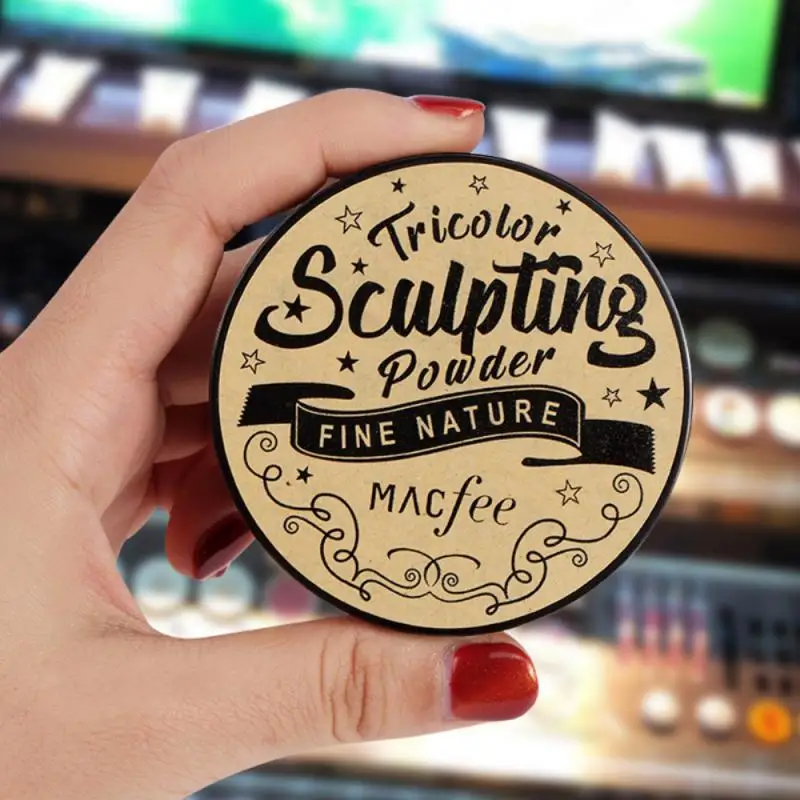 Tricolor
Sculpting
Powder
FINE NATURE
MACfee